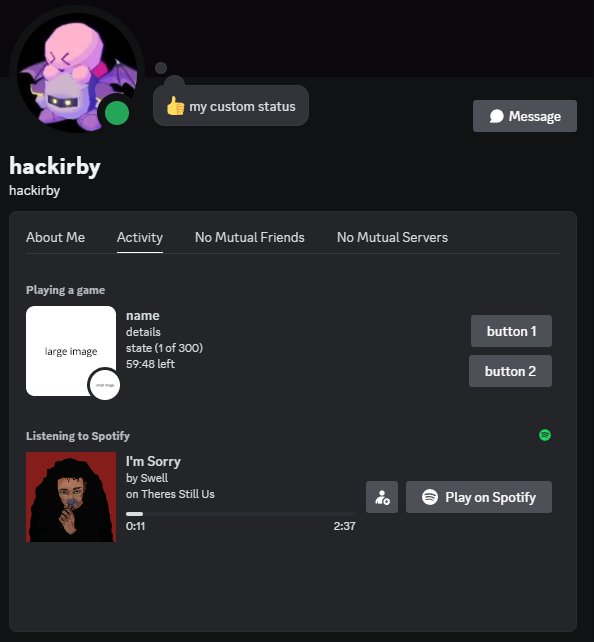 my custom status
Message
hackirby
hackirby
About Me
Activity
No Mutual Friends
No Mutual Servers
Playing a game
large image
small image
name
details
state (1 of 300)
59:48 left
button 1
button 2
Listening to Spotify
I'm Sorry
by Swell
on Theres Still Us
0:11
2:37
Play on Spotify